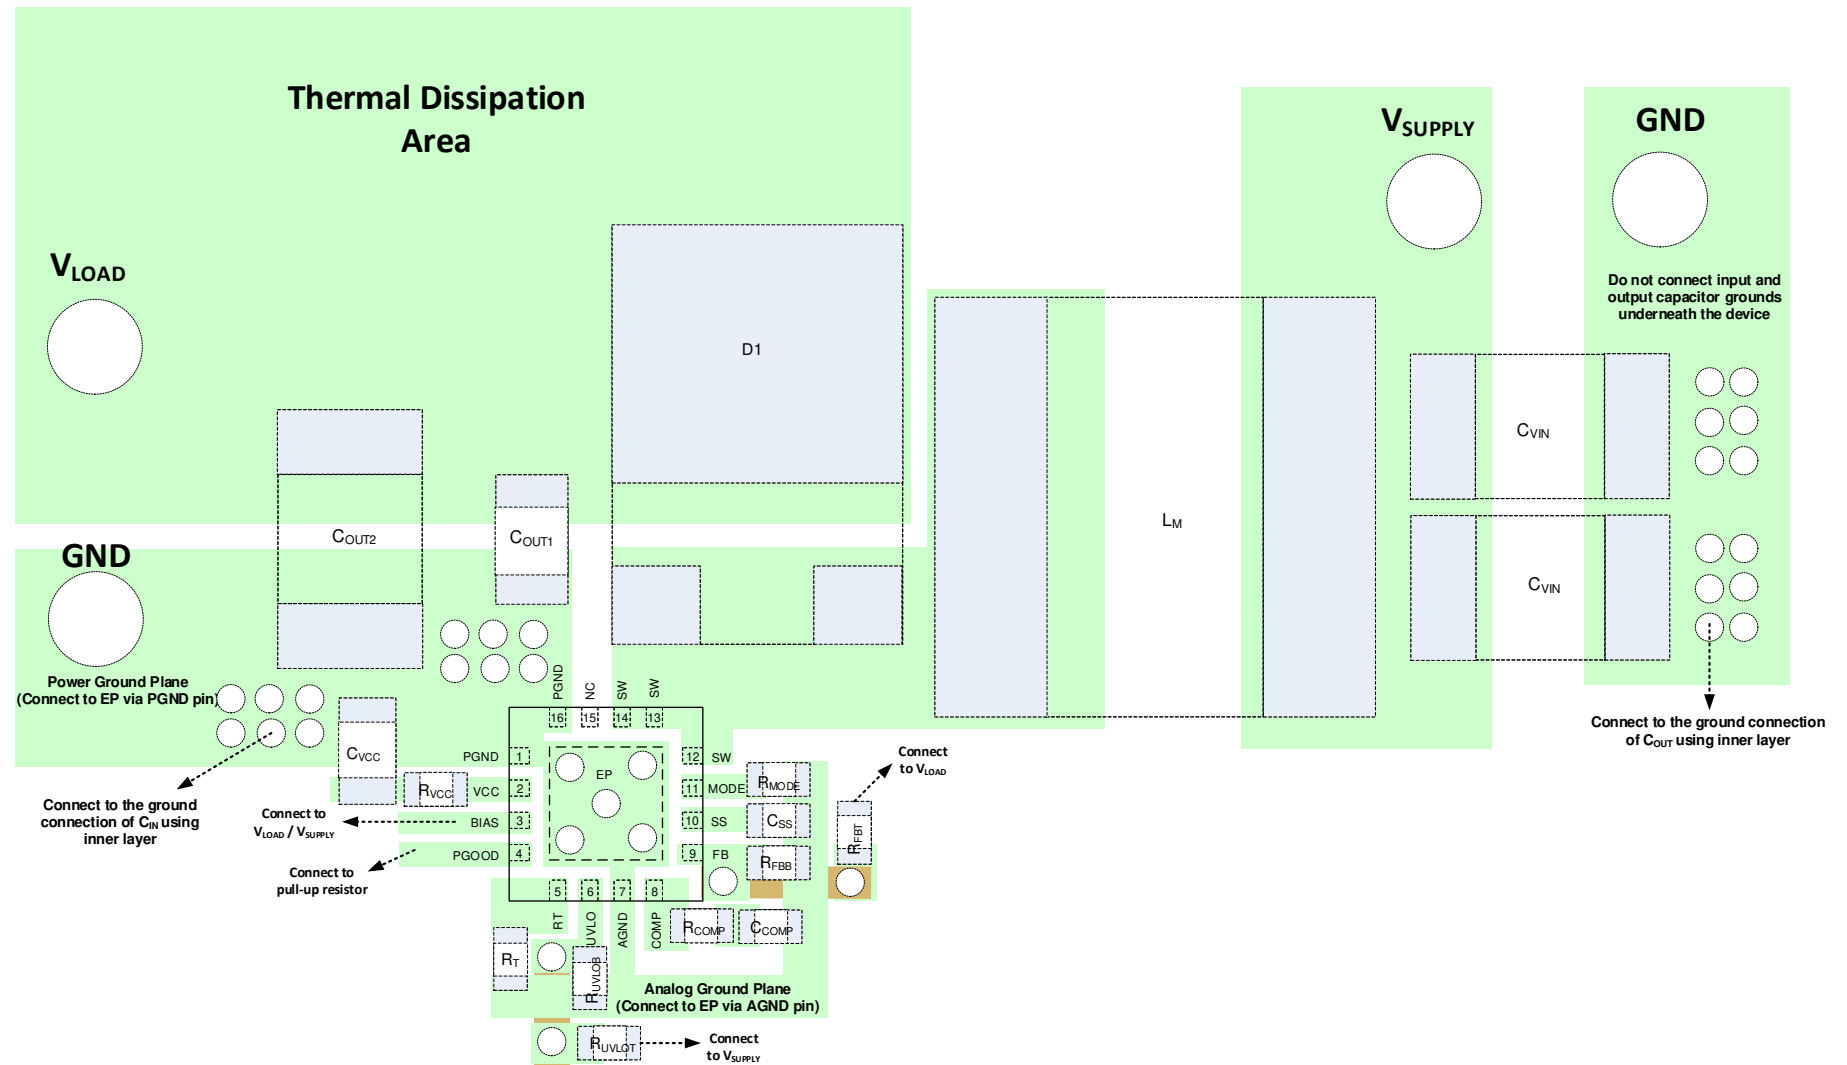 Thermal Dissipation
Area
VSUPPLY
GND
VLOAD
Do not connect input and
output capacitor grounds
underneath the device
D1
CVIN
LM
COUT2
COUT1
GND
CVIN
Power Ground Plane
(Connect to EP via PGND pin)
PGND
NC
SW
SW
16
15
14
13
Connect to the ground connection
of COUT using inner layer
CVCC
PGND
1
EP
12
SW
Connect
to VLOAD
RVCC
VCC
2
11
MODE
RMODE
Connect to the ground
connection of CIN using
inner layer
Connect to
VLOAD / VSUPPLY
BIAS
3
10
SS
CSS
RFBT
PGOOD
4
9
FB
RFBB
Connect to
pull-up resistor
5
6
7
8
RT
UVLO
AGND
COMP
RCOMP
CCOMP
RT
RUVLOB
Analog Ground Plane
(Connect to EP via AGND pin)
RUVLOT
Connect
to VSUPPLY